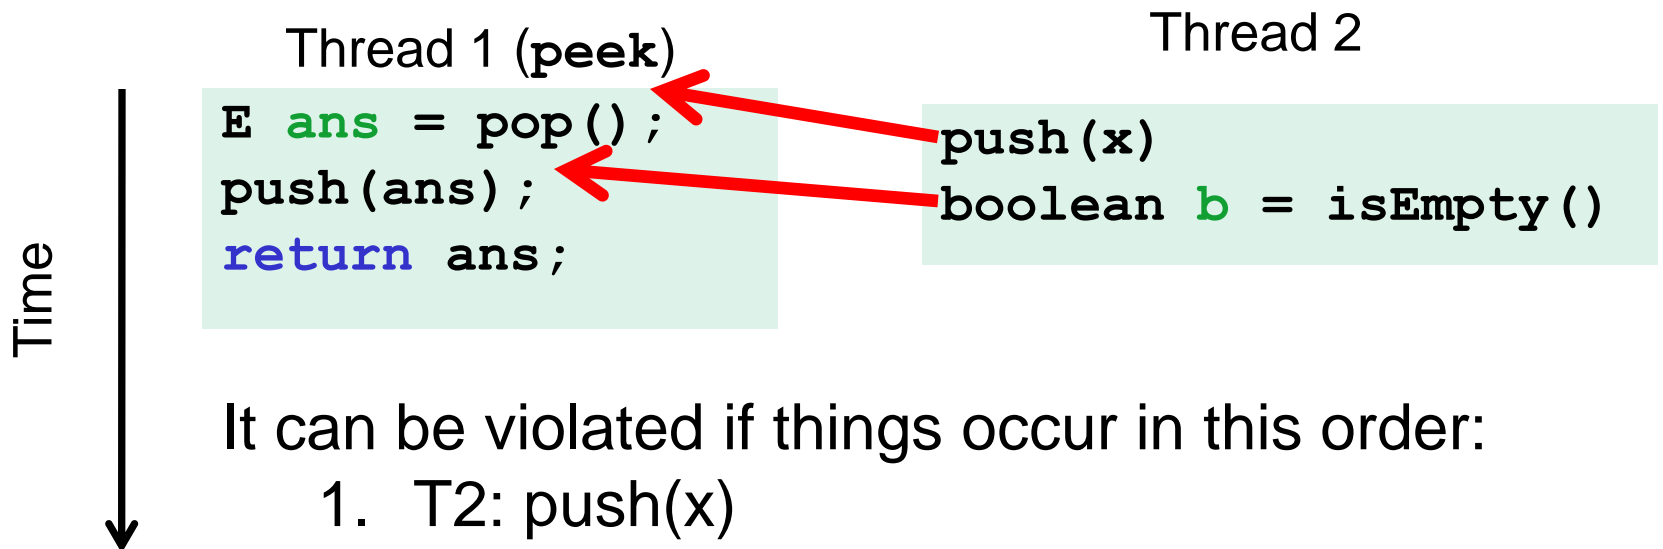 Thread 1 (peek)
Thread 2
E ans = pop();
push(ans);
return ans;
push(x)
boolean b = isEmpty()
Time
It can be violated if things occur in this order:
1. T2: push(x)